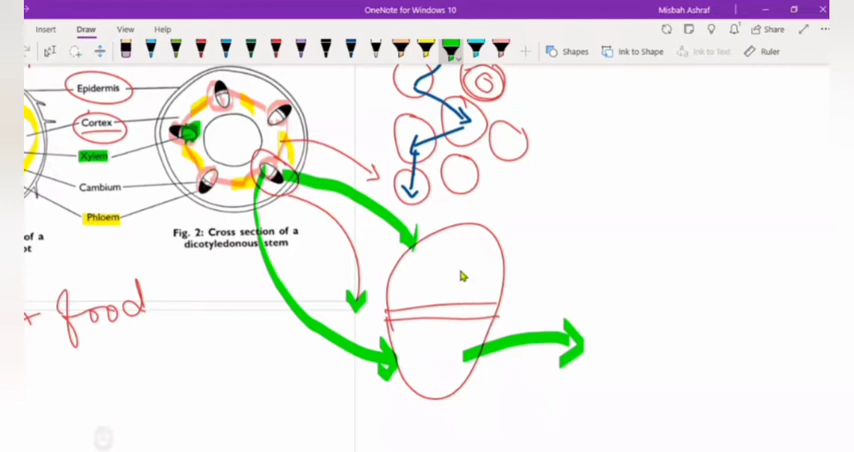 OneNote for Windows 10
Misbah Ashraf
Insert
Draw
View
Help
Share
Shapes
Ink to Shape
Ink to Text
Math
Ruler
Epidermis
Cortex
Xylem
Cambium
Phloem
of a
ot
Fig. 2: Cross section of a
dicotyledonous stem
+ food